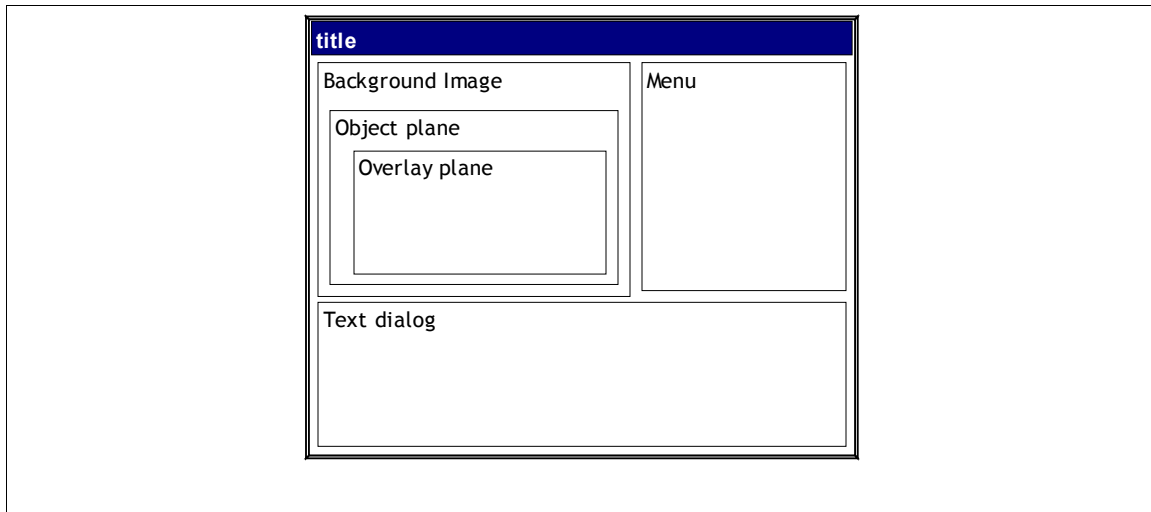 title
Background Image
Menu
Object plane
Overlay plane
Text dialog